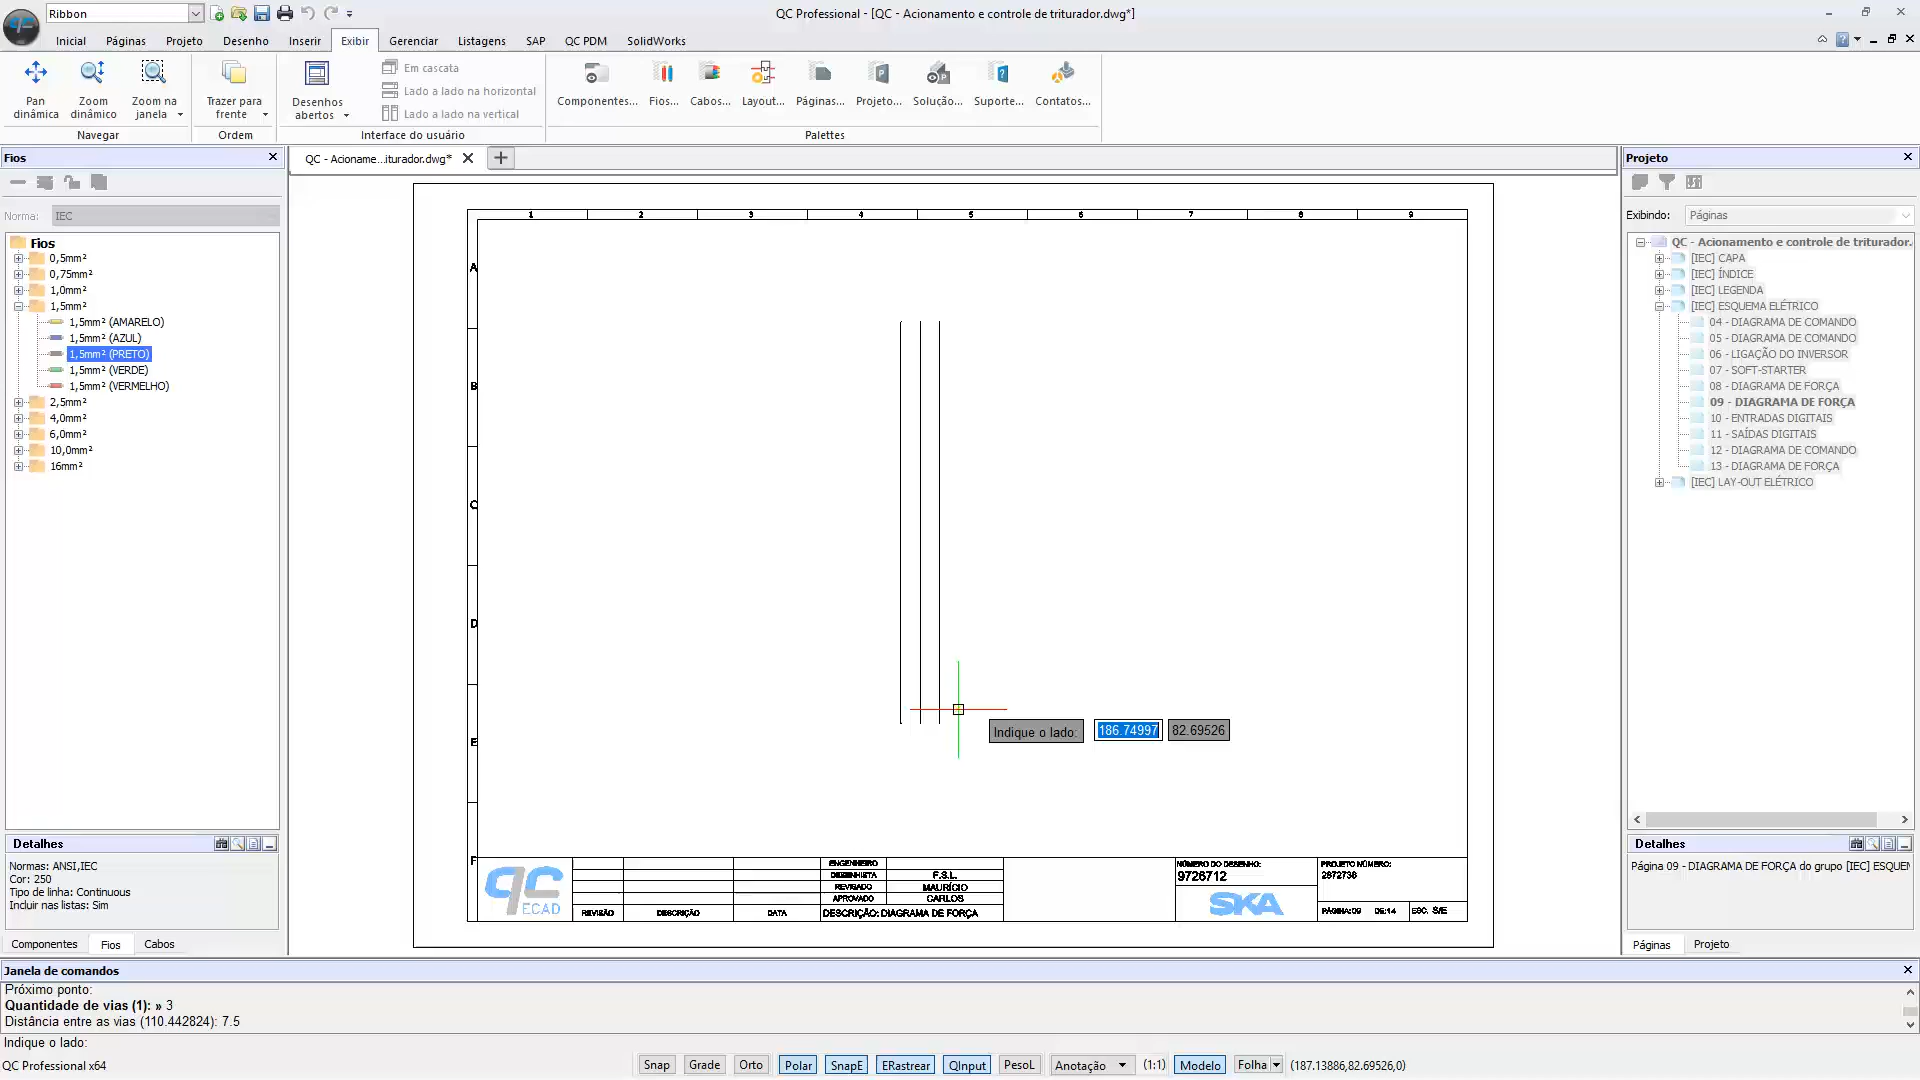 Ribbon
QC Professional - [QC - Acionamento e controle de triturador.dwg*]
Inicial Páginas Projeto Desenho Inserir Exibir Gerenciar Listagens SAP QC PDM SolidWorks
Pan dinâmica
Zoom dinâmico
Zoom na janela
Navegar
Trazer para frente
Ordem
Desenhos abertos
Em cascata
Lado a lado na horizontal
Lado a lado na vertical
Interface do usuário
Componentes... Fios... Cabos... Layout... Páginas... Projeto... Solução... Suporte... Contatos...
Palettes
Fios
Norma: IEC
Fios
0,5mm²
0,75mm²
1,0mm²
1,5mm²
1,5mm² (AMARELO)
1,5mm² (AZUL)
1,5mm² (PRETO)
1,5mm² (VERDE)
1,5mm² (VERMELHO)
2,5mm²
4,0mm²
6,0mm²
10,0mm²
16mm²
Detalhes
Normas: ANSI,IEC
Cor: 250
Tipo de linha: Continuous
Incluir nas listas: Sim
Componentes Fios Cabos
QC - Acioname...iturador.dwg*
1 2 3 4 5 6 7 8 9
A
B
C
D
E
F
Indique o lado: 186.74997 82.69526
qc ECAD
REVISÃO DESCRIÇÃO DATA
ENGENHEIRO
DESENHISTA F.S.L.
REVISADO MAURÍCIO
APROVADO CARLOS
DESCRIÇÃO: DIAGRAMA DE FORÇA
NÚMERO DO DESENHO:
9726712
SKA
PROJETO NÚMERO:
2872738
PÁGINA:09 DE:14 ESC. S/E
Projeto
Exibindo: Páginas
QC - Acionamento e controle de triturador.
[IEC] CAPA
[IEC] ÍNDICE
[IEC] LEGENDA
[IEC] ESQUEMA ELÉTRICO
04 - DIAGRAMA DE COMANDO
05 - DIAGRAMA DE COMANDO
06 - LIGAÇÃO DO INVERSOR
07 - SOFT-STARTER
08 - DIAGRAMA DE FORÇA
09 - DIAGRAMA DE FORÇA
10 - ENTRADAS DIGITAIS
11 - SAÍDAS DIGITAIS
12 - DIAGRAMA DE COMANDO
13 - DIAGRAMA DE FORÇA
[IEC] LAY-OUT ELÉTRICO
Detalhes
Página 09 - DIAGRAMA DE FORÇA do grupo [IEC] ESQUE
Páginas Projeto
Janela de comandos
Próximo ponto:
Quantidade de vias (1): » 3
Distância entre as vias (110.442824): 7.5
Indique o lado:
QC Professional x64
Snap Grade Orto Polar SnapE ERastrear QInput PesoL Anotação (1:1) Modelo Folha (187.13886,82.69526,0)